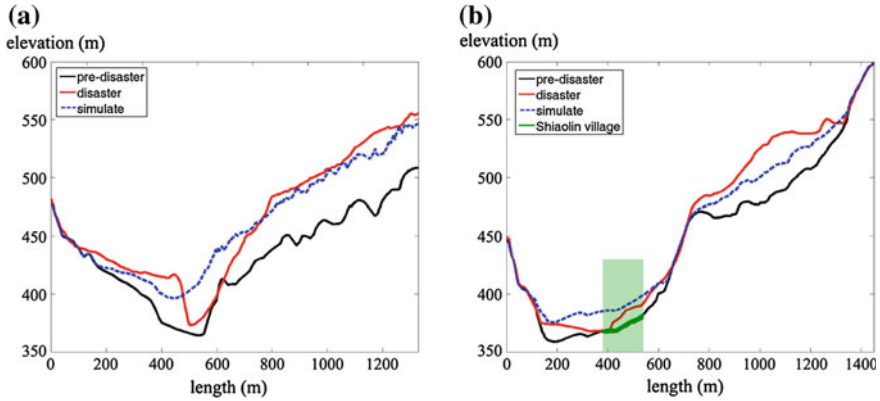 (a)
elevation (m)
600
550
500
450
400
350
pre-disaster
disaster
simulate
0 200 400 600 800 1000 1200
length (m)
(b)
elevation (m)
600
550
500
450
400
350
pre-disaster
disaster
simulate
Shiaolin village
0 200 400 600 800 1000 1200 1400
length (m)